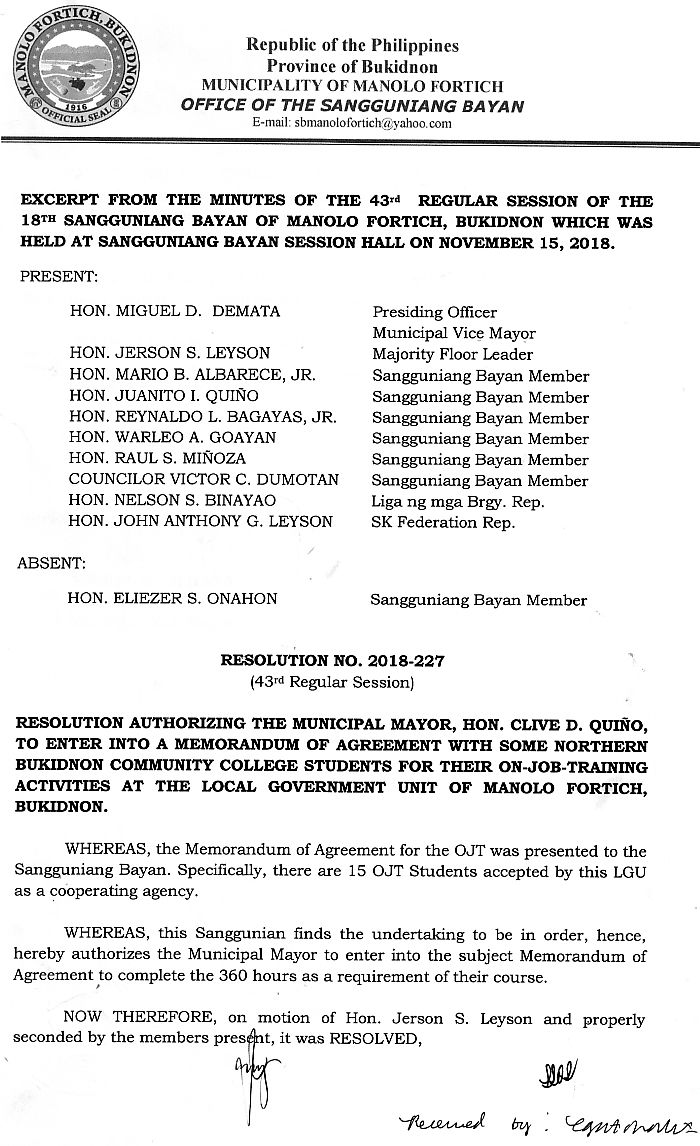 MANOLO FORTICH, BUKIDNON
1916
OFFICIAL SEAL
Republic of the Philippines
Province of Bukidnon
MUNICIPALITY OF MANOLO FORTICH
OFFICE OF THE SANGGUNIANG BAYAN
E-mail: sbmanolofortich@yahoo.com
EXCERPT FROM THE MINUTES OF THE 43rd REGULAR SESSION OF THE
18TH SANGGUNIANG BAYAN OF MANOLO FORTICH, BUKIDNON WHICH WAS
HELD AT SANGGUNIANG BAYAN SESSION HALL ON NOVEMBER 15, 2018.
PRESENT:
HON. MIGUEL D. DEMATA Presiding Officer
Municipal Vice Mayor
HON. JERSON S. LEYSON Majority Floor Leader
HON. MARIO B. ALBARECE, JR. Sangguniang Bayan Member
HON. JUANITO I. QUIÑO Sangguniang Bayan Member
HON. REYNALDO L. BAGAYAS, JR. Sangguniang Bayan Member
HON. WARLEO A. GOAYAN Sangguniang Bayan Member
HON. RAUL S. MIÑOZA Sangguniang Bayan Member
COUNCILOR VICTOR C. DUMOTAN Sangguniang Bayan Member
HON. NELSON S. BINAYAO Liga ng mga Brgy. Rep.
HON. JOHN ANTHONY G. LEYSON SK Federation Rep.
ABSENT:
HON. ELIEZER S. ONAHON Sangguniang Bayan Member
RESOLUTION NO. 2018-227
(43rd Regular Session)
RESOLUTION AUTHORIZING THE MUNICIPAL MAYOR, HON. CLIVE D. QUIÑO,
TO ENTER INTO A MEMORANDUM OF AGREEMENT WITH SOME NORTHERN
BUKIDNON COMMUNITY COLLEGE STUDENTS FOR THEIR ON-JOB-TRAINING
ACTIVITIES AT THE LOCAL GOVERNMENT UNIT OF MANOLO FORTICH,
BUKIDNON.
WHEREAS, the Memorandum of Agreement for the OJT was presented to the
Sangguniang Bayan. Specifically, there are 15 OJT Students accepted by this LGU
as a cooperating agency.
WHEREAS, this Sanggunian finds the undertaking to be in order, hence,
hereby authorizes the Municipal Mayor to enter into the subject Memorandum of
Agreement to complete the 360 hours as a requirement of their course.
NOW THEREFORE, on motion of Hon. Jerson S. Leyson and properly
seconded by the members present, it was RESOLVED,
Received by :